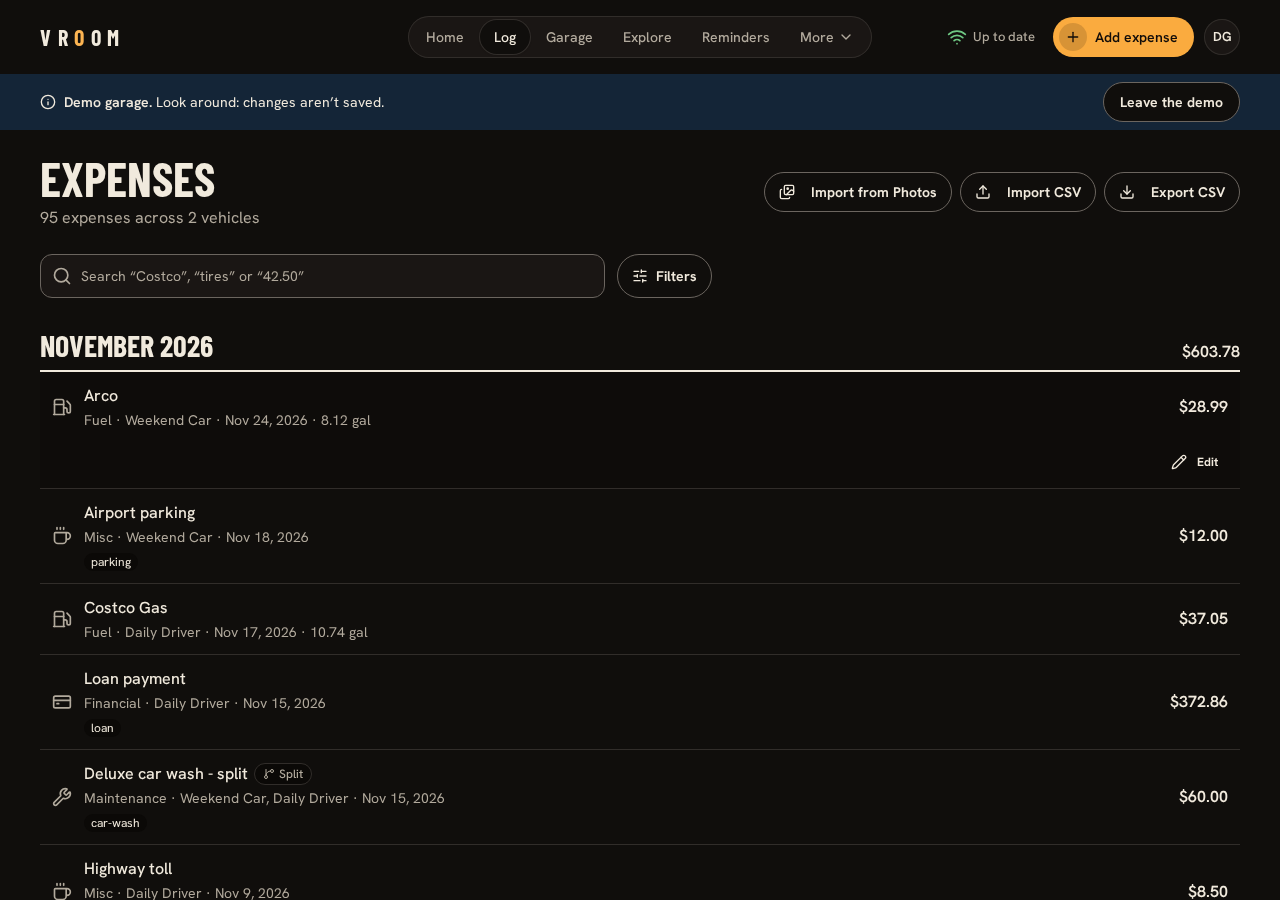 VROOM
Home Log Garage Explore Reminders More
Up to date
Add expense
DG
Demo garage. Look around: changes aren’t saved.
Leave the demo
EXPENSES
95 expenses across 2 vehicles
Import from Photos
Import CSV
Export CSV
Search “Costco”, “tires” or “42.50”
Filters
NOVEMBER 2026
$603.78
Arco
Fuel · Weekend Car · Nov 24, 2026 · 8.12 gal
$28.99
Edit
Airport parking
Misc · Weekend Car · Nov 18, 2026
parking
$12.00
Costco Gas
Fuel · Daily Driver · Nov 17, 2026 · 10.74 gal
$37.05
Loan payment
Financial · Daily Driver · Nov 15, 2026
loan
$372.86
Deluxe car wash - split
Split
Maintenance · Weekend Car, Daily Driver · Nov 15, 2026
car-wash
$60.00
Highway toll
Misc · Daily Driver · Nov 9, 2026
$8.50